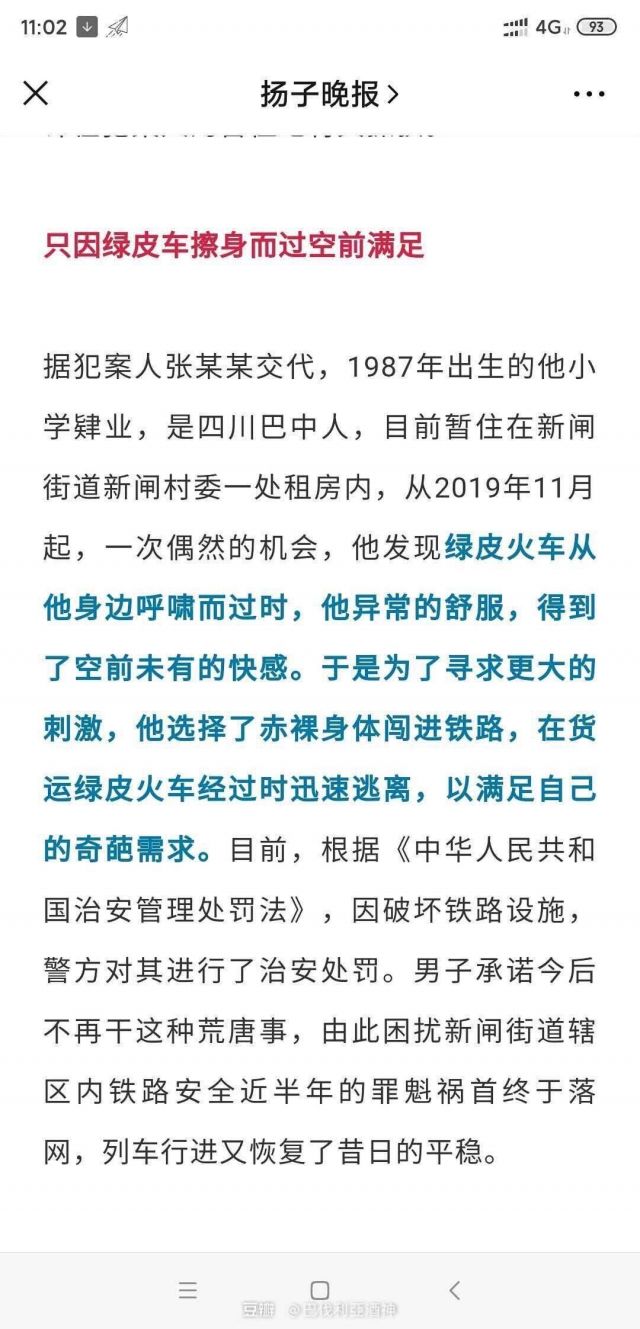 11:02
4G
93
扬子晚报
只因绿皮车擦身而过空前满足
据犯案人张某某交代，1987年出生的他小
学肄业，是四川巴中人，目前暂住在新闸
街道新闸村委一处租房内，从2019年11月
起，一次偶然的机会，他发现绿皮火车从
他身边呼啸而过时，他异常的舒服，得到
了空前未有的快感。于是为了寻求更大的
刺激，他选择了赤裸身体闯进铁路，在货
运绿皮火车经过时迅速逃离，以满足自己
的奇葩需求。目前，根据《中华人民共和
国治安管理处罚法》，因破坏铁路设施，
警方对其进行了治安处罚。男子承诺今后
不再干这种荒唐事，由此困扰新闸街道辖
区内铁路安全近半年的罪魁祸首终于落
网，列车行进又恢复了昔日的平稳。
豆瓣 @巴伐利亚酒神